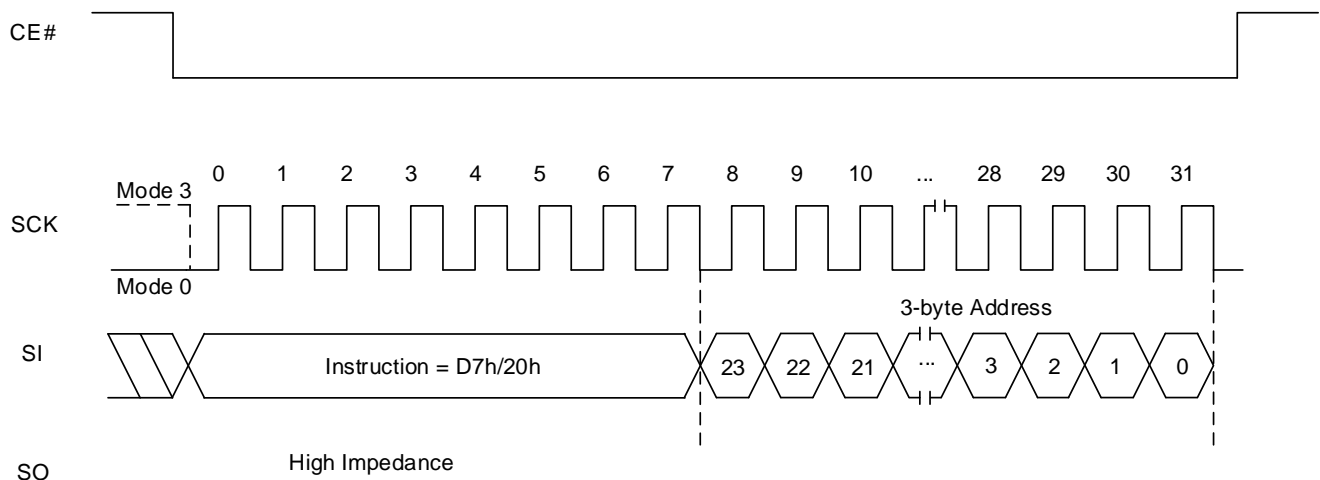 CE#
0 1 2 3 4 5 6 7 8 9 10 ... 28 29 30 31
Mode 3
SCK
Mode 0
3-byte Address
SI
Instruction = D7h/20h 23 22 21 ... 3 2 1 0
High Impedance
SO